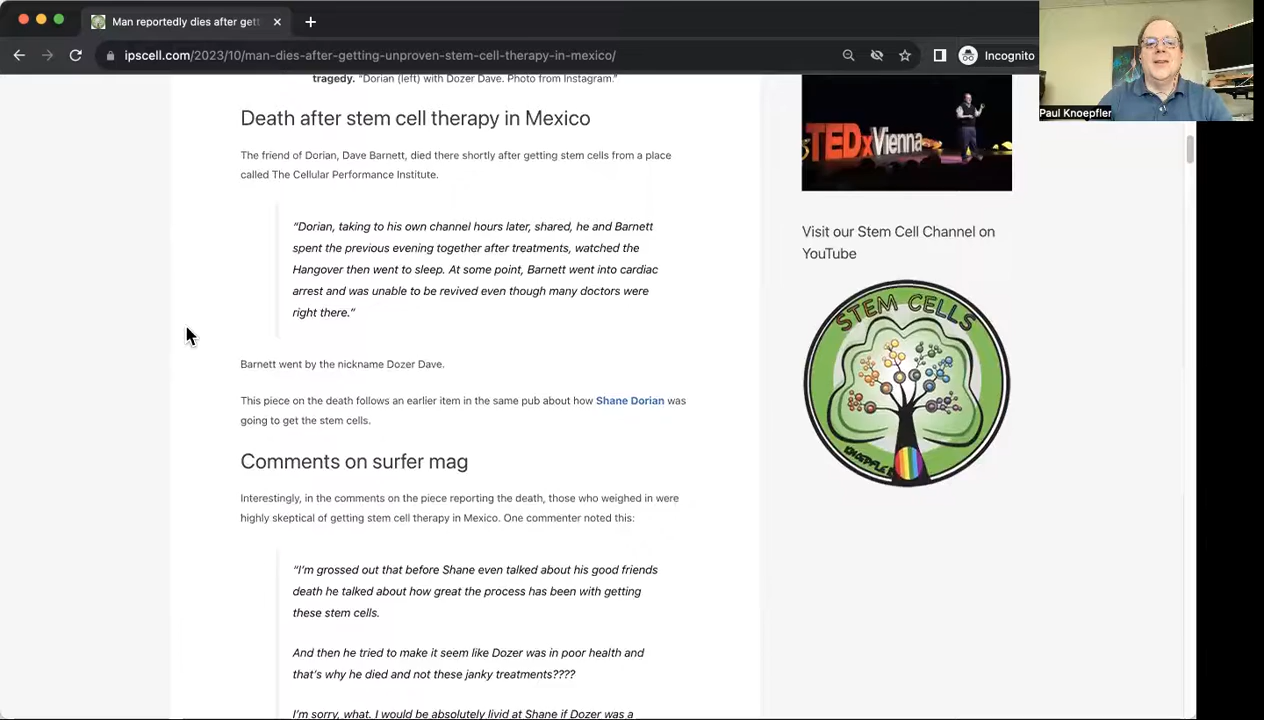 Man reportedly dies after gett
ipscell.com/2023/10/man-dies-after-getting-unproven-stem-cell-therapy-in-mexico/
Incognito
Paul Knoepfler
tragedy. “Dorian (left) with Dozer Dave. Photo from Instagram.”
Death after stem cell therapy in Mexico
The friend of Dorian, Dave Barnett, died there shortly after getting stem cells from a place
called The Cellular Performance Institute.
“Dorian, taking to his own channel hours later, shared, he and Barnett
spent the previous evening together after treatments, watched the
Hangover then went to sleep. At some point, Barnett went into cardiac
arrest and was unable to be revived even though many doctors were
right there.”
Barnett went by the nickname Dozer Dave.
This piece on the death follows an earlier item in the same pub about how Shane Dorian was
going to get the stem cells.
Comments on surfer mag
Interestingly, in the comments on the piece reporting the death, those who weighed in were
highly skeptical of getting stem cell therapy in Mexico. One commenter noted this:
“I’m grossed out that before Shane even talked about his good friends
death he talked about how great the process has been with getting
these stem cells.
And then he tried to make it seem like Dozer was in poor health and
that’s why he died and not these janky treatments????
I’m sorry, what. I would be absolutely livid at Shane if Dozer was a
TEDxVienna
Visit our Stem Cell Channel on
YouTube
STEM CELLS